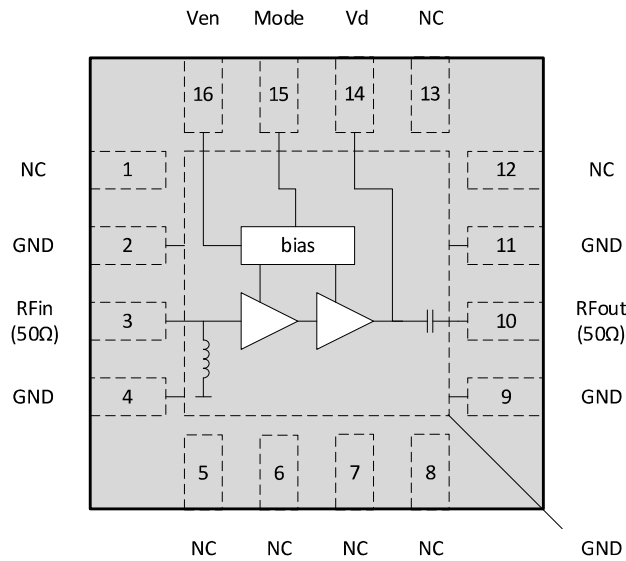 Ven Mode Vd NC
16 15 14 13
NC 1 12 NC
GND 2 11 GND
bias
RFin 3 10 RFout
(50Ω) (50Ω)
GND 4 9 GND
5 6 7 8
NC NC NC NC GND